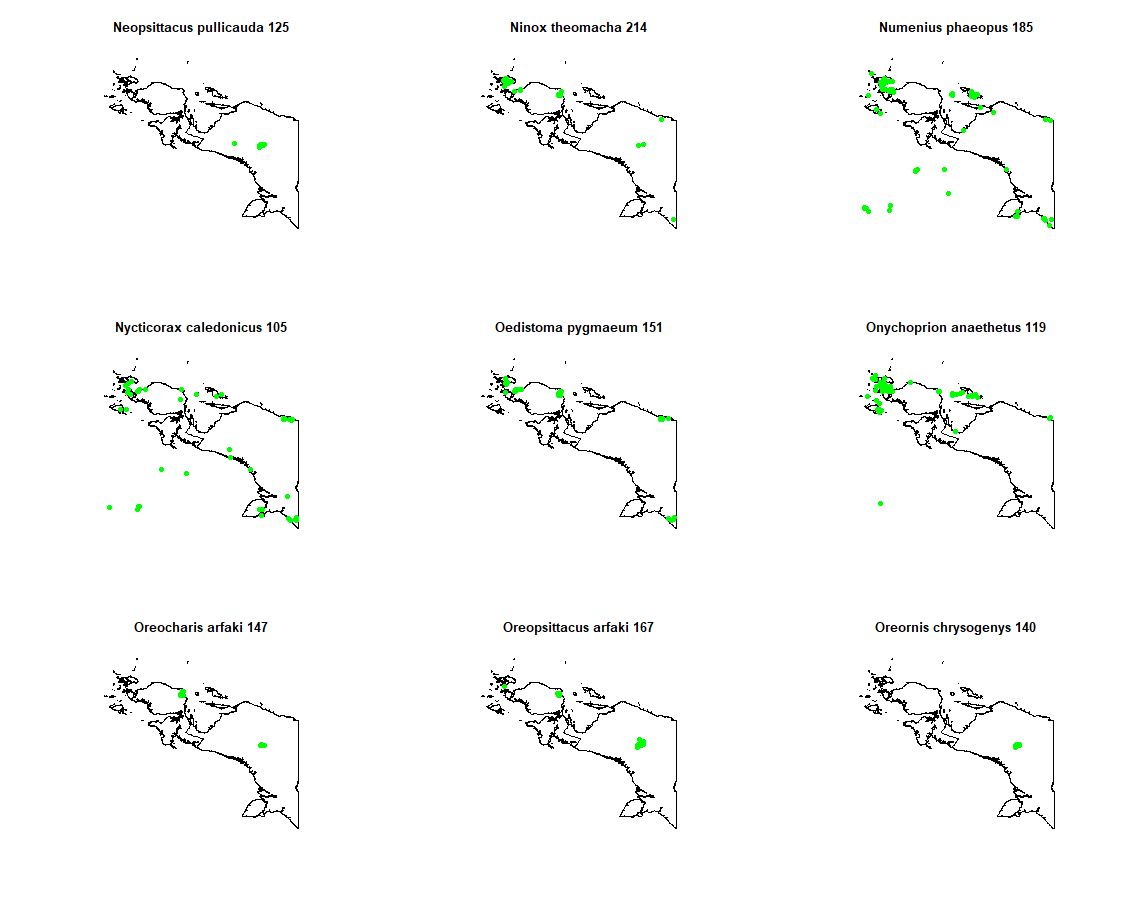 Neopsittacus pullicauda 125
Ninox theomacha 214
Numenius phaeopus 185
Nycticorax caledonicus 105
Oedistoma pygmaeum 151
Onychoprion anaethetus 119
Oreocharis arfaki 147
Oreopsittacus arfaki 167
Oreornis chrysogenys 140